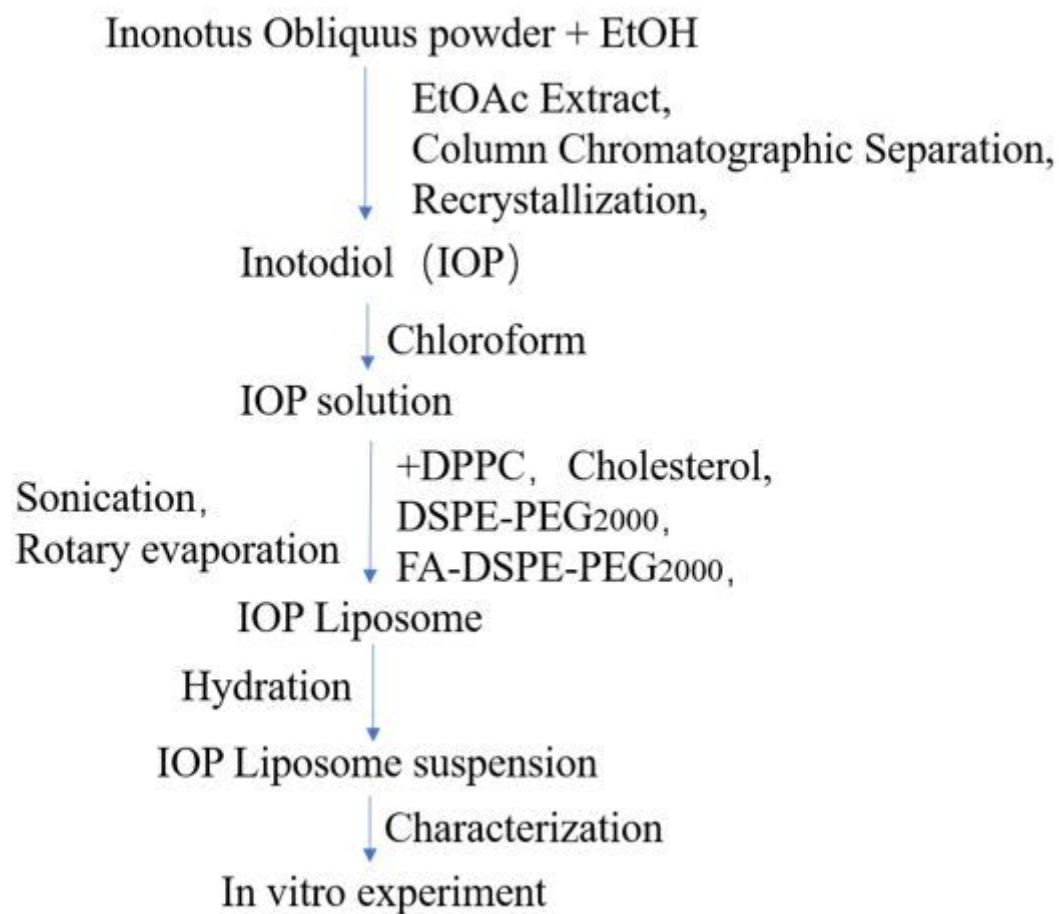 Inonotus Obliquus powder + EtOH
EtOAc Extract,
Column Chromatographic Separation,
Recrystallization,
Inotodiol（IOP）
Chloroform
IOP solution
+DPPC，Cholesterol,
DSPE-PEG2000，
FA-DSPE-PEG2000，
Sonication，
Rotary evaporation
IOP Liposome
Hydration
IOP Liposome suspension
Characterization
In vitro experiment